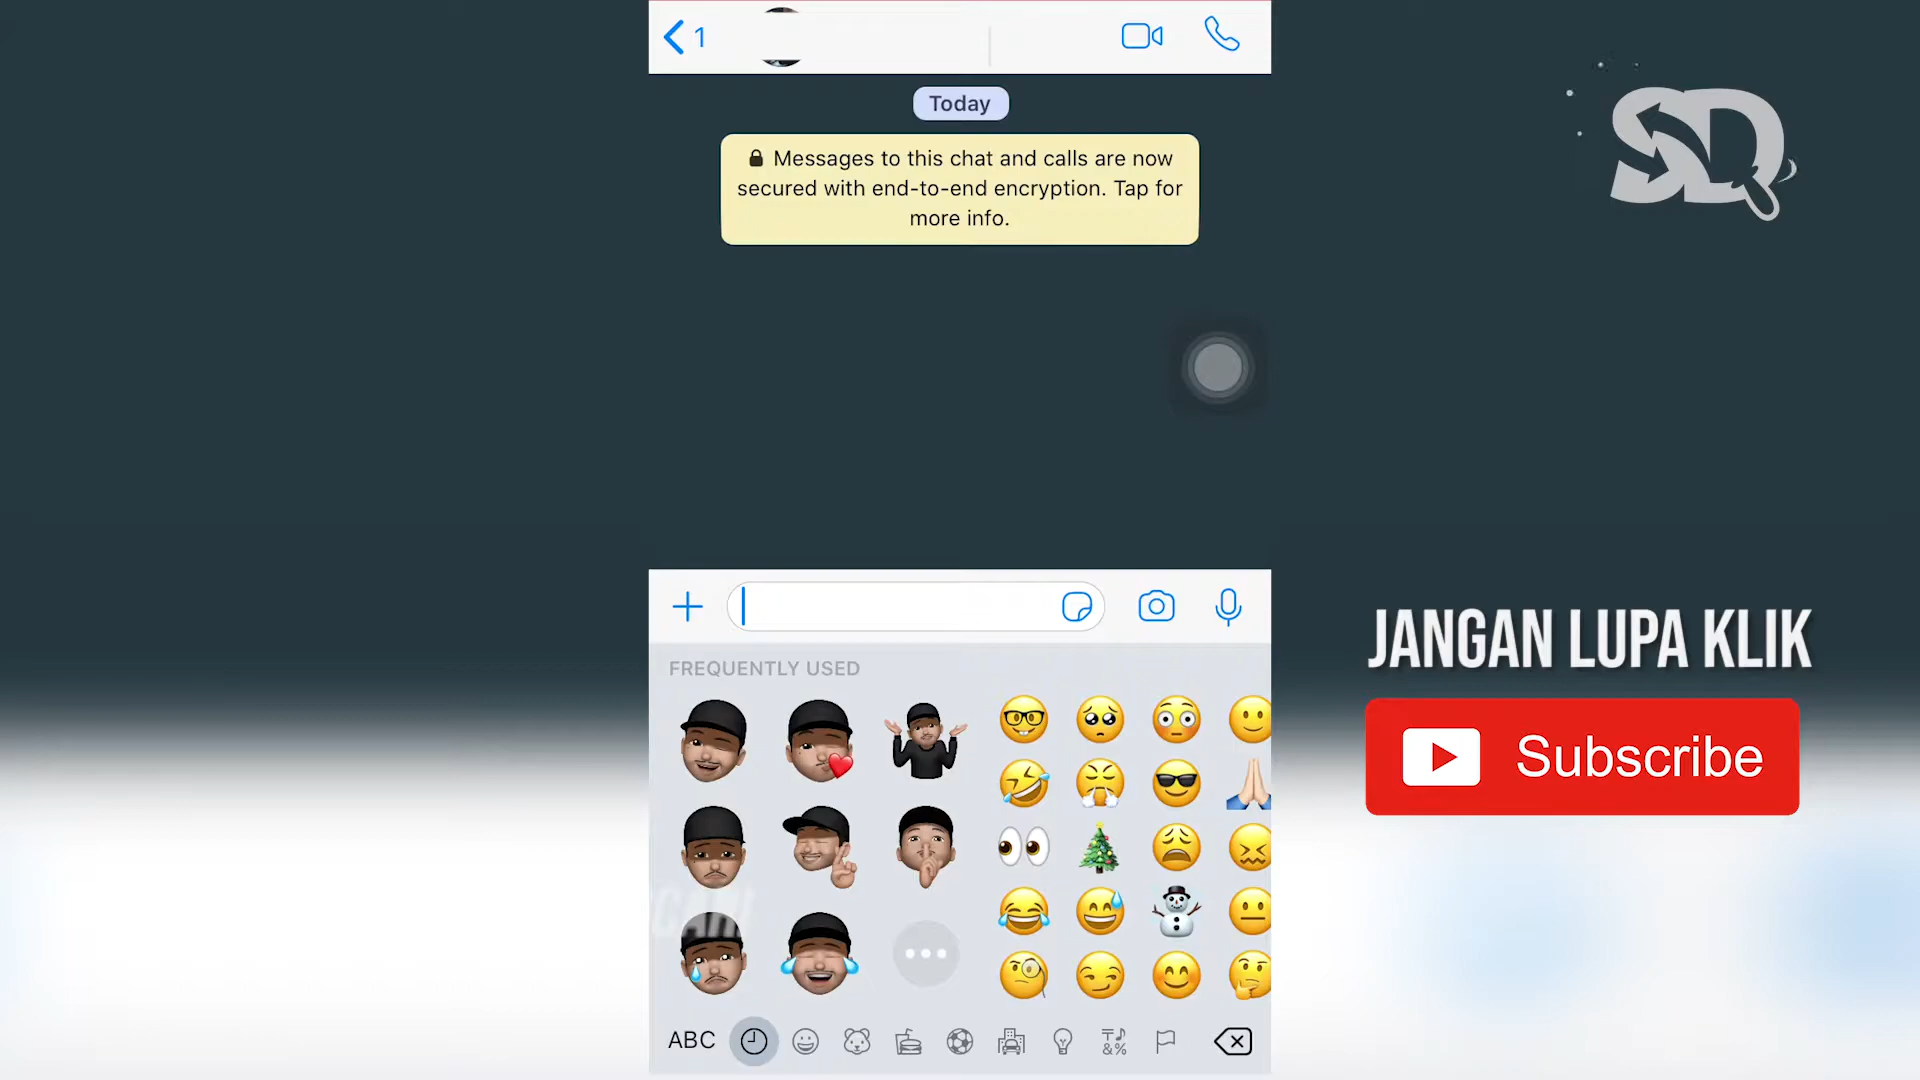 1
Today
Messages to this chat and calls are now
secured with end-to-end encryption. Tap for
more info.
SD
JANGAN LUPA KLIK
Subscribe
FREQUENTLY USED
ABC